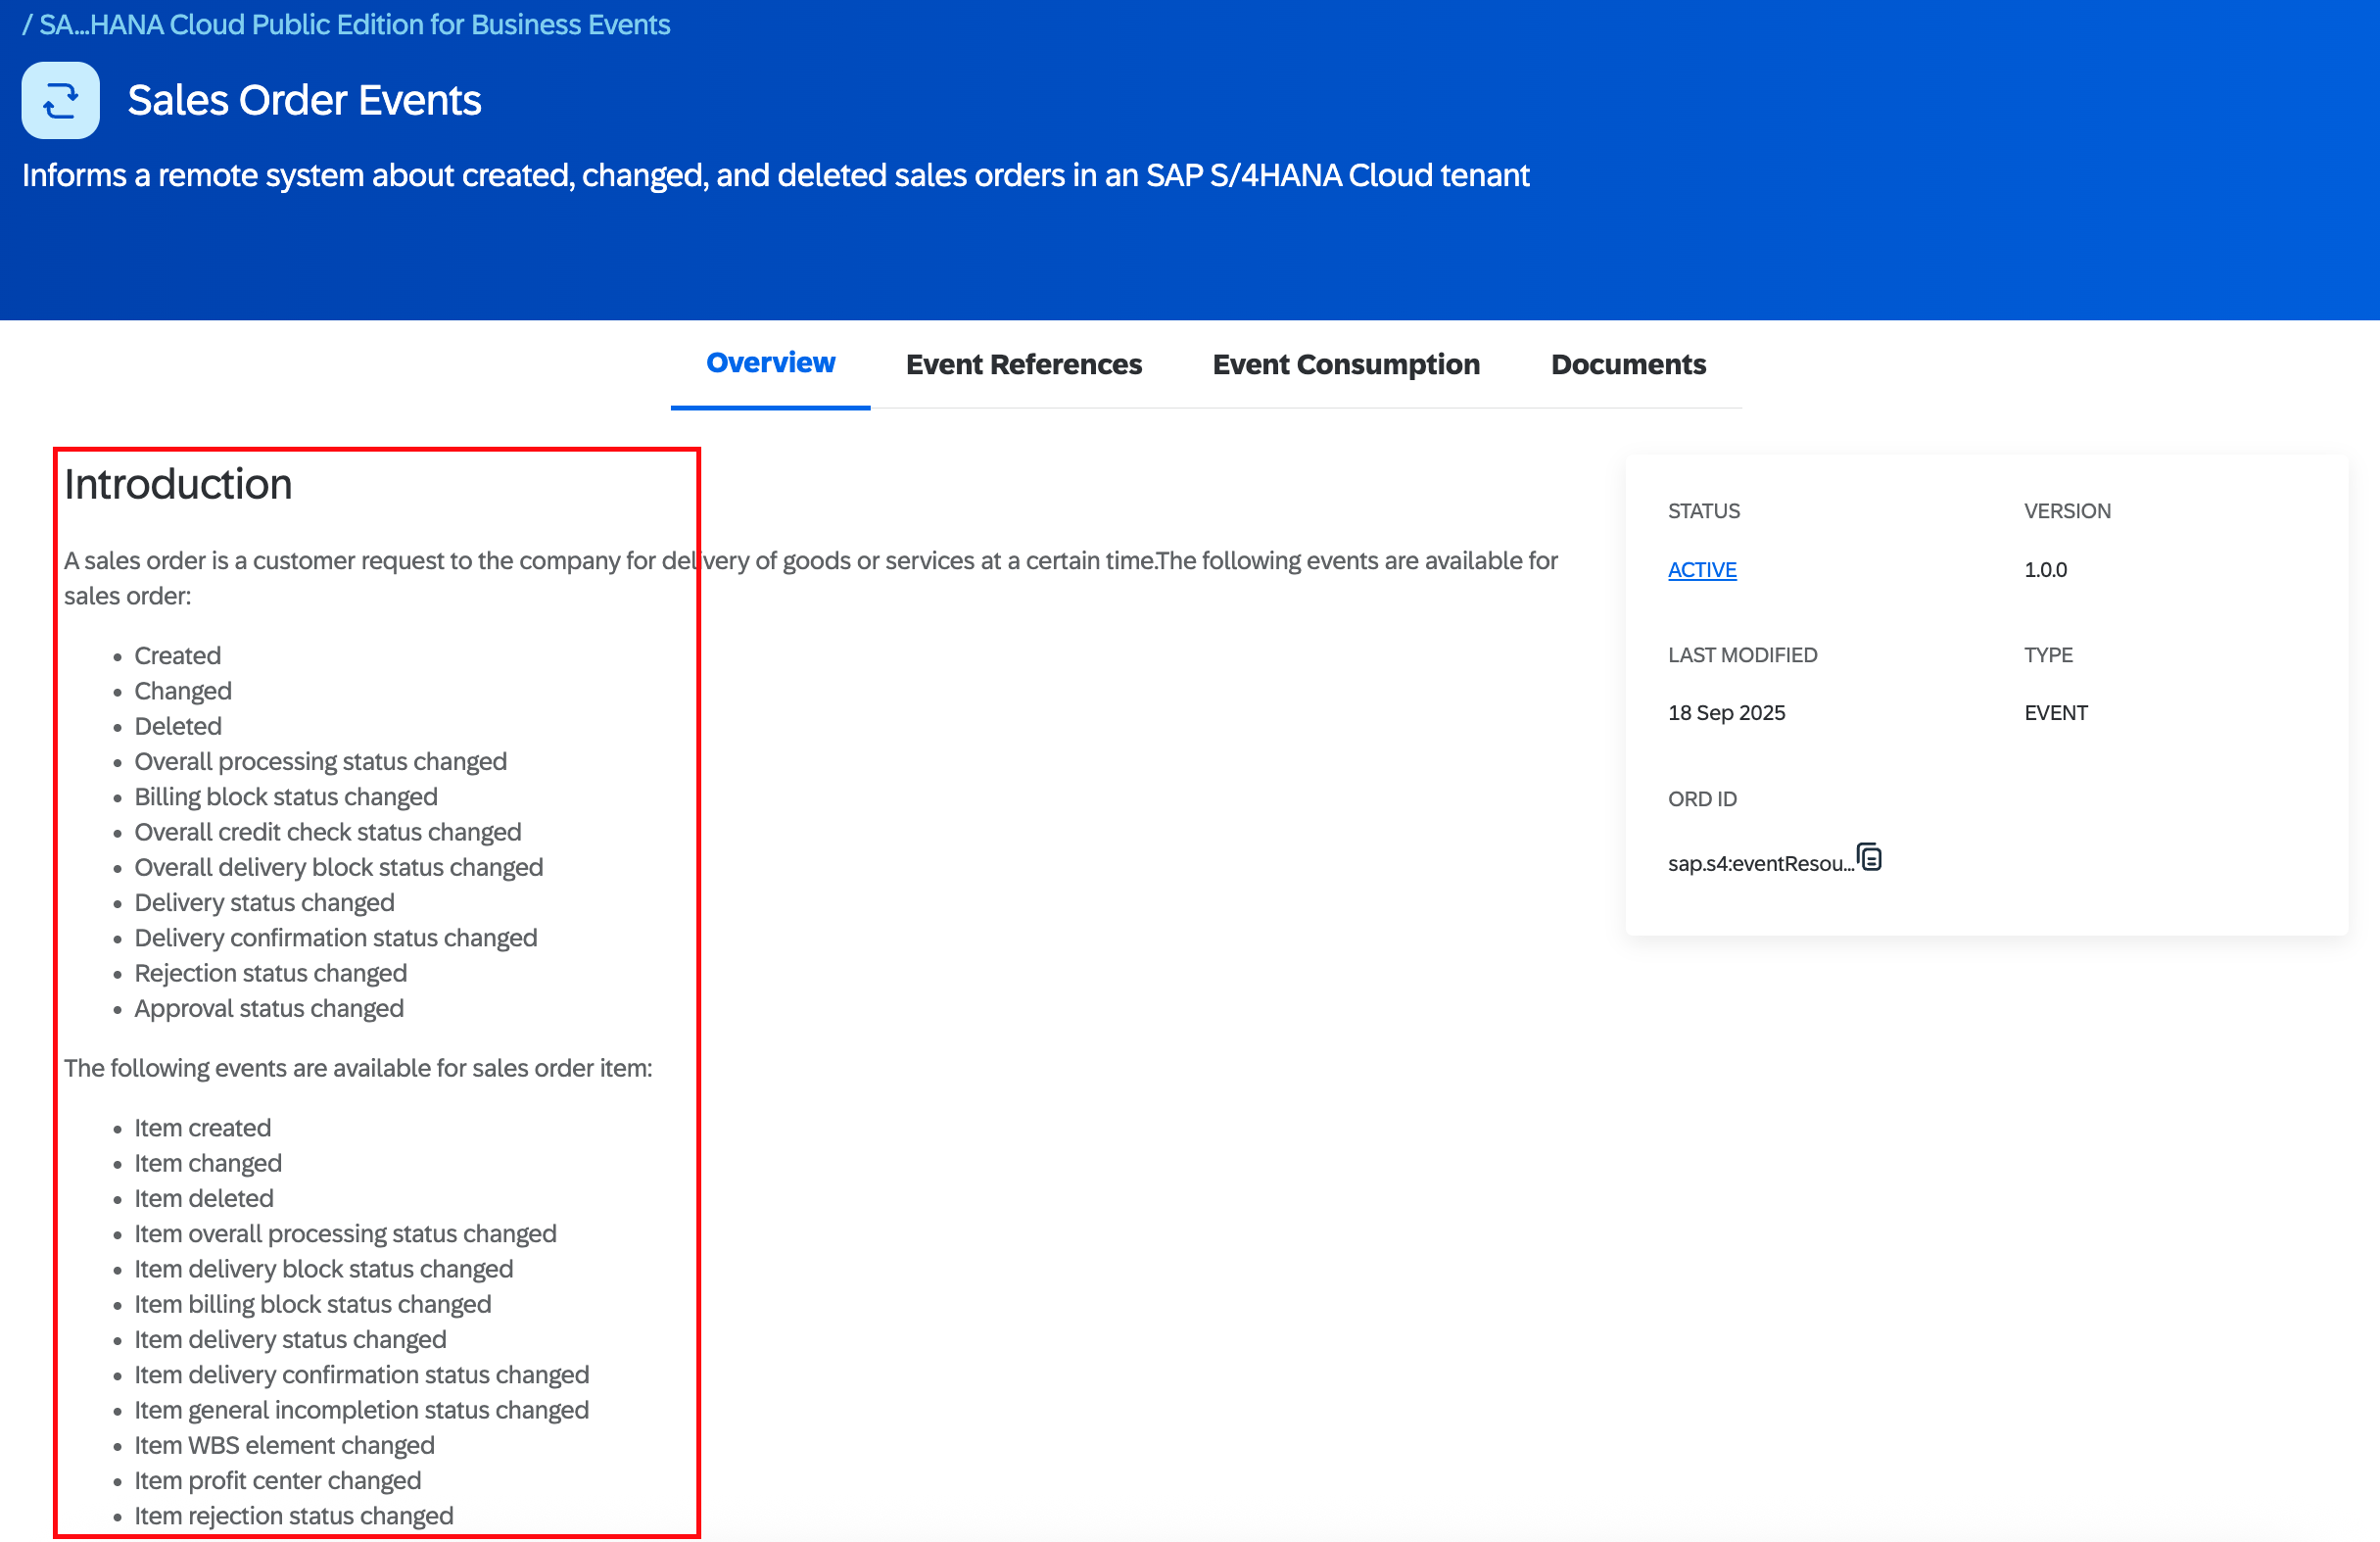 / SA...HANA Cloud Public Edition for Business Events
Sales Order Events
Informs a remote system about created, changed, and deleted sales orders in an SAP S/4HANA Cloud tenant
Overview
Event References
Event Consumption
Documents
Introduction
A sales order is a customer request to the company for delivery of goods or services at a certain time.The following events are available for
sales order:
• Created
• Changed
• Deleted
• Overall processing status changed
• Billing block status changed
• Overall credit check status changed
• Overall delivery block status changed
• Delivery status changed
• Delivery confirmation status changed
• Rejection status changed
• Approval status changed
The following events are available for sales order item:
• Item created
• Item changed
• Item deleted
• Item overall processing status changed
• Item delivery block status changed
• Item billing block status changed
• Item delivery status changed
• Item delivery confirmation status changed
• Item general incompletion status changed
• Item WBS element changed
• Item profit center changed
• Item rejection status changed
STATUS
ACTIVE
VERSION
1.0.0
LAST MODIFIED
18 Sep 2025
TYPE
EVENT
ORD ID
sap.s4:eventResou...